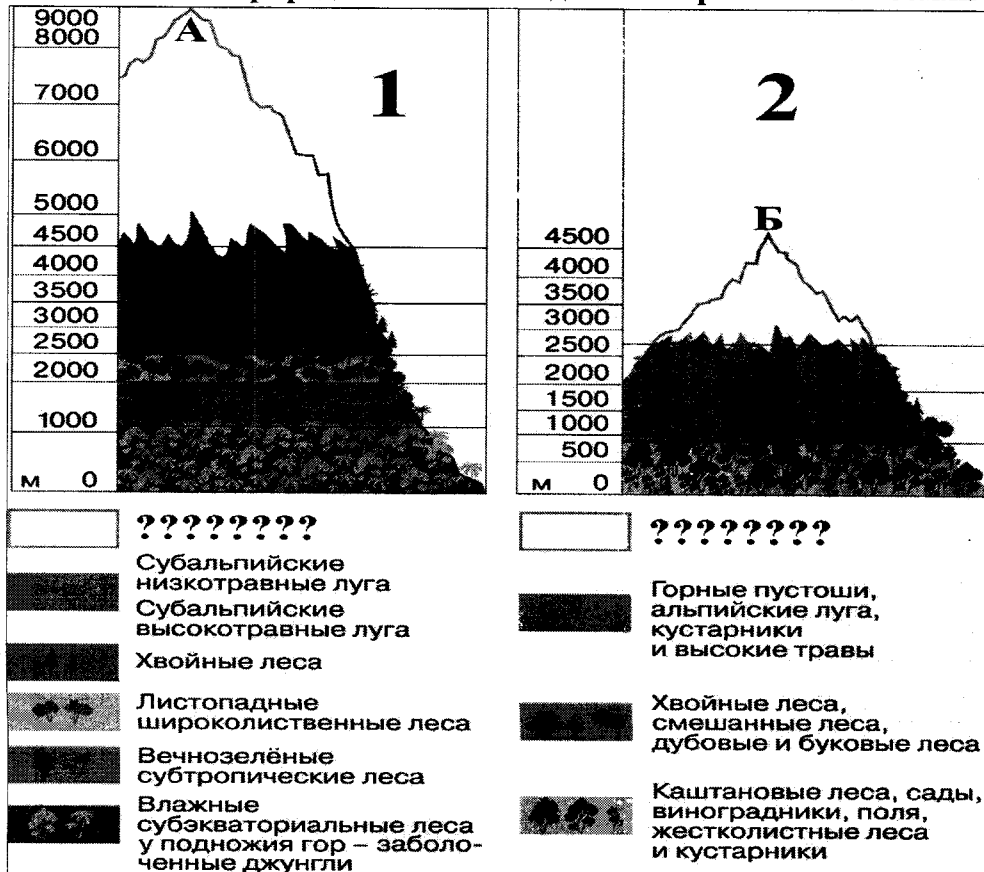 9000
8000
7000
6000
5000
4500
4000
3500
3000
2500
2000
1000
м 0
А
1
4500
4000
3500
3000
2500
2000
1500
1000
500
м 0
Б
2
????????
Субальпийские
низкотравные луга
Субальпийские
высокотравные луга
Хвойные леса
Листопадные
широколиственные леса
Вечнозелёные
субтропические леса
Влажные
субэкваториальные леса
у подножия гор – заболо-
ченные джунгли
????????
Горные пустоши,
альпийские луга,
кустарники
и высокие травы
Хвойные леса,
смешанные леса,
дубовые и буковые леса
Каштановые леса, сады,
виноградники, поля,
жестколистные леса
и кустарники